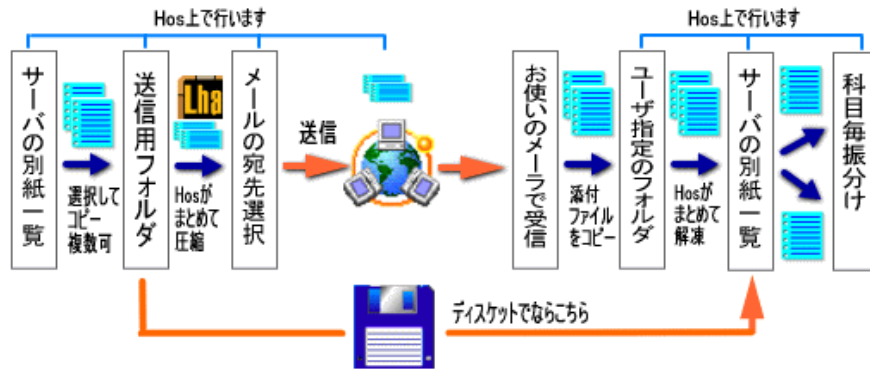 Hos上で行います
Hos上で行います
サーバの別紙一覧
選択して
コピー
複数可
送信用フォルダ
Lha
Hosが
まとめて
圧縮
メールの宛先選択
送信
お使いのメーラで受信
添付
ファイル
をコピー
ユーザ指定のフォルダ
Hosが
まとめて
解凍
サーバの別紙一覧
科目毎振分け
ディスケットでならこちら